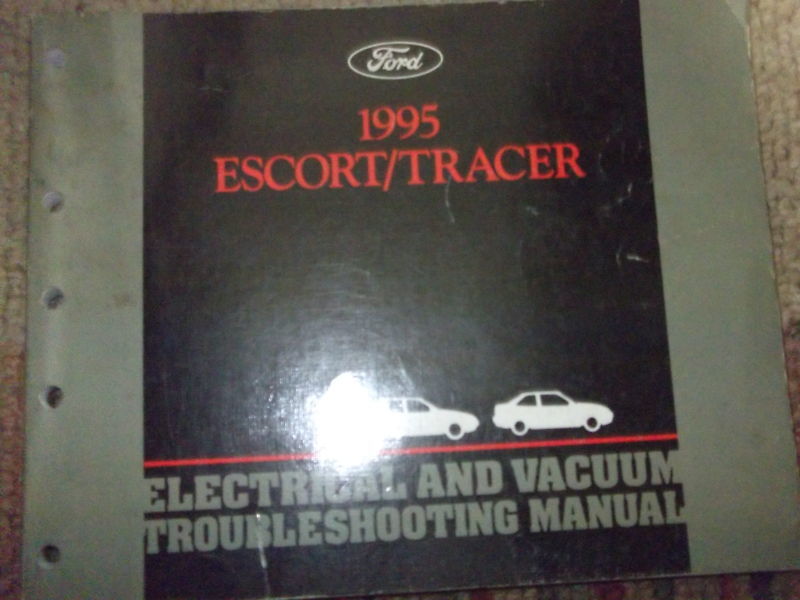 Ford
1995
ESCORT/TRACER
ELECTRICAL AND VACUUM
TROUBLESHOOTING MANUAL